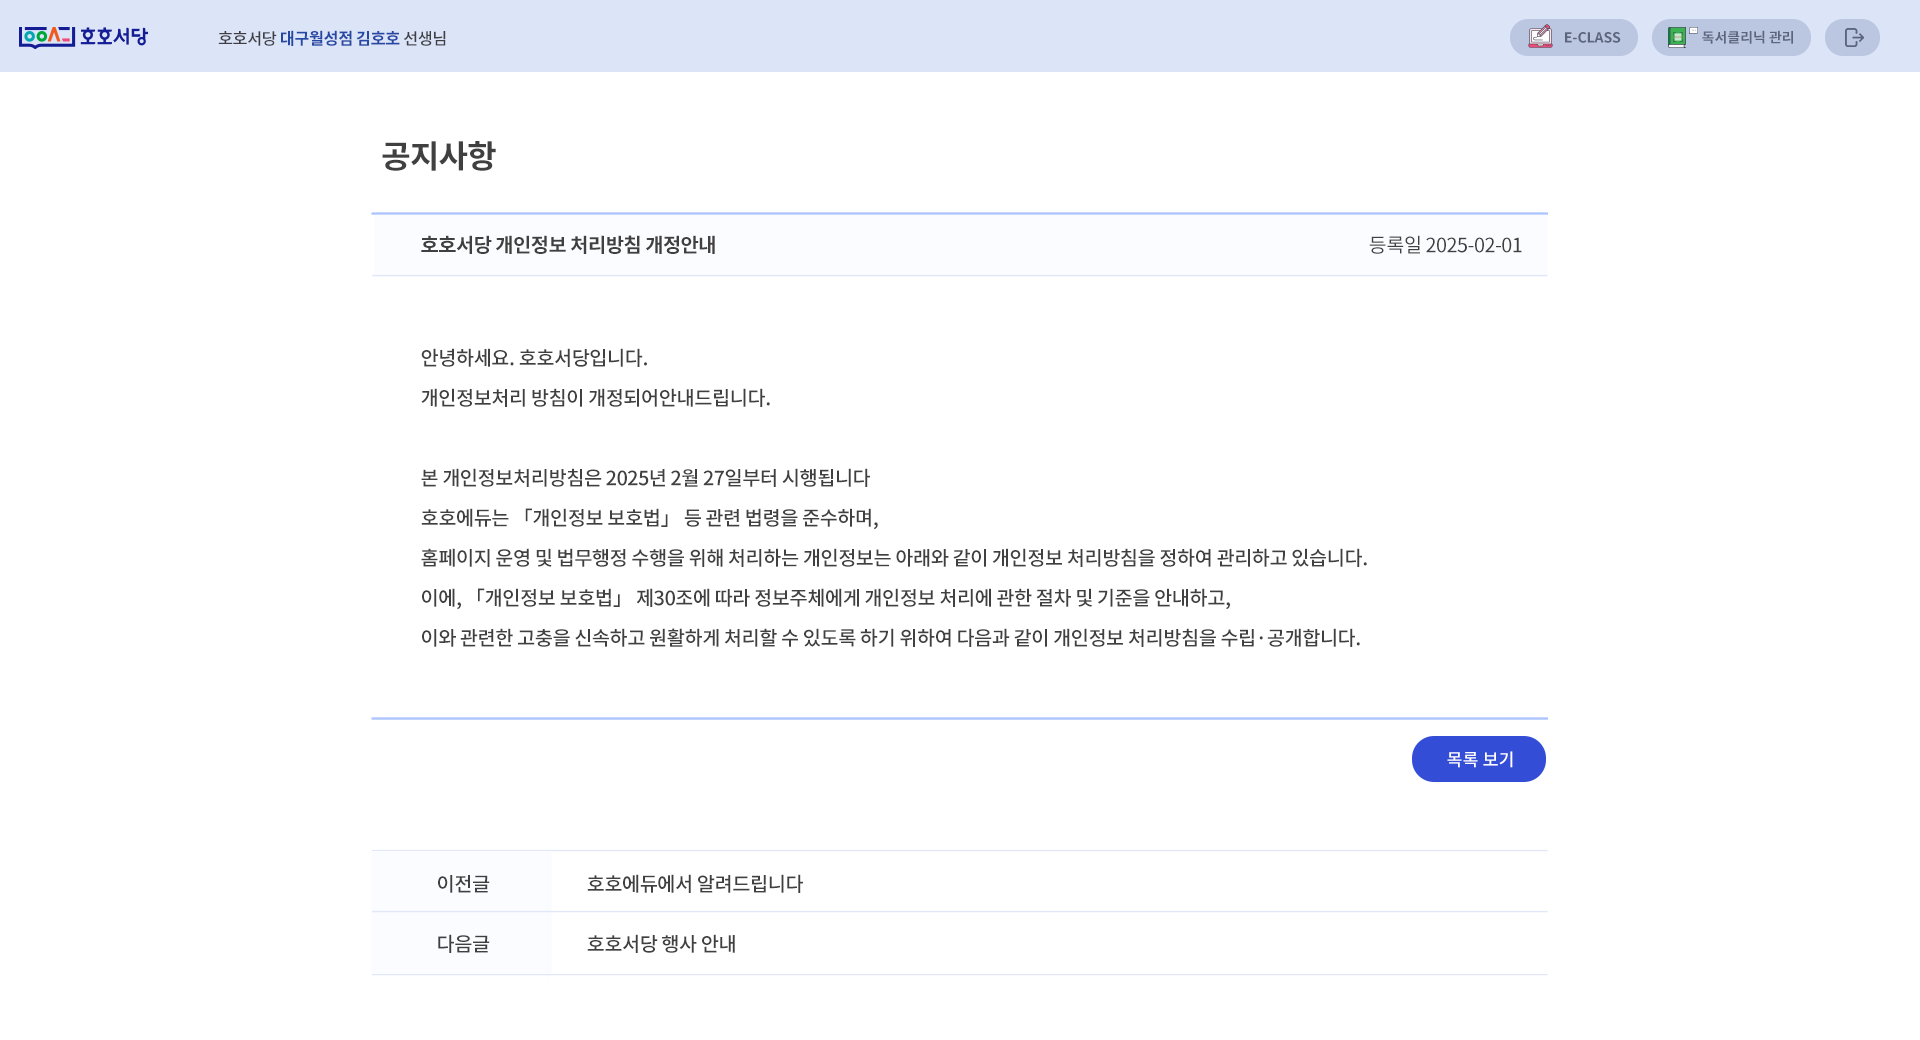 호호서당
호호서당 대구월성점 김호호 선생님
E-CLASS
독서클리닉 관리
공지사항
호호서당 개인정보 처리방침 개정안내
등록일 2025-02-01
안녕하세요. 호호서당입니다.
개인정보처리 방침이 개정되어안내드립니다.
본 개인정보처리방침은 2025년 2월 27일부터 시행됩니다
호호에듀는 「개인정보 보호법」 등 관련 법령을 준수하며,
홈페이지 운영 및 법무행정 수행을 위해 처리하는 개인정보는 아래와 같이 개인정보 처리방침을 정하여 관리하고 있습니다.
이에, 「개인정보 보호법」 제30조에 따라 정보주체에게 개인정보 처리에 관한 절차 및 기준을 안내하고,
이와 관련한 고충을 신속하고 원활하게 처리할 수 있도록 하기 위하여 다음과 같이 개인정보 처리방침을 수립·공개합니다.
목록 보기
이전글
호호에듀에서 알려드립니다
다음글
호호서당 행사 안내